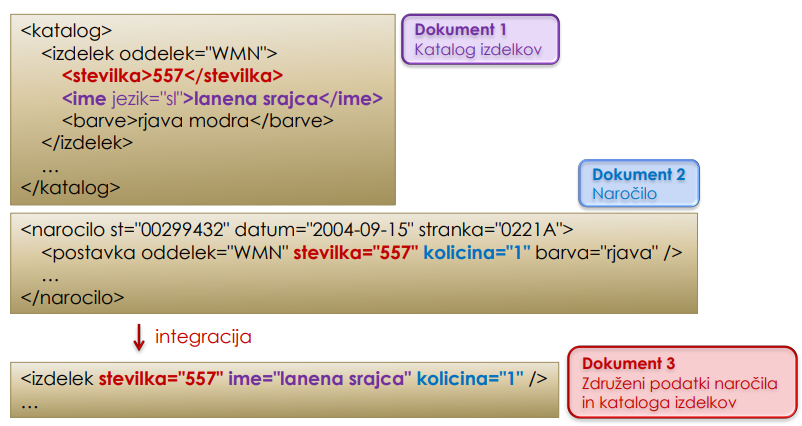 <katalog>
<izdelek oddelek="WMN">
<stevilka>557</stevilka>
<ime jezik="sl">lanena srajca</ime>
<barve>rjava modra</barve>
</izdelek>
…
</katalog>
Dokument 1
Katalog izdelkov
Dokument 2
Naročilo
<narocilo st="00299432" datum="2004-09-15" stranka="0221A">
<postavka oddelek="WMN" stevilka="557" kolicina="1" barva="rjava" />
…
</narocilo>
integracija
<izdelek stevilka="557" ime="lanena srajca" kolicina="1" />
…
Dokument 3
Združeni podatki naročila
in kataloga izdelkov